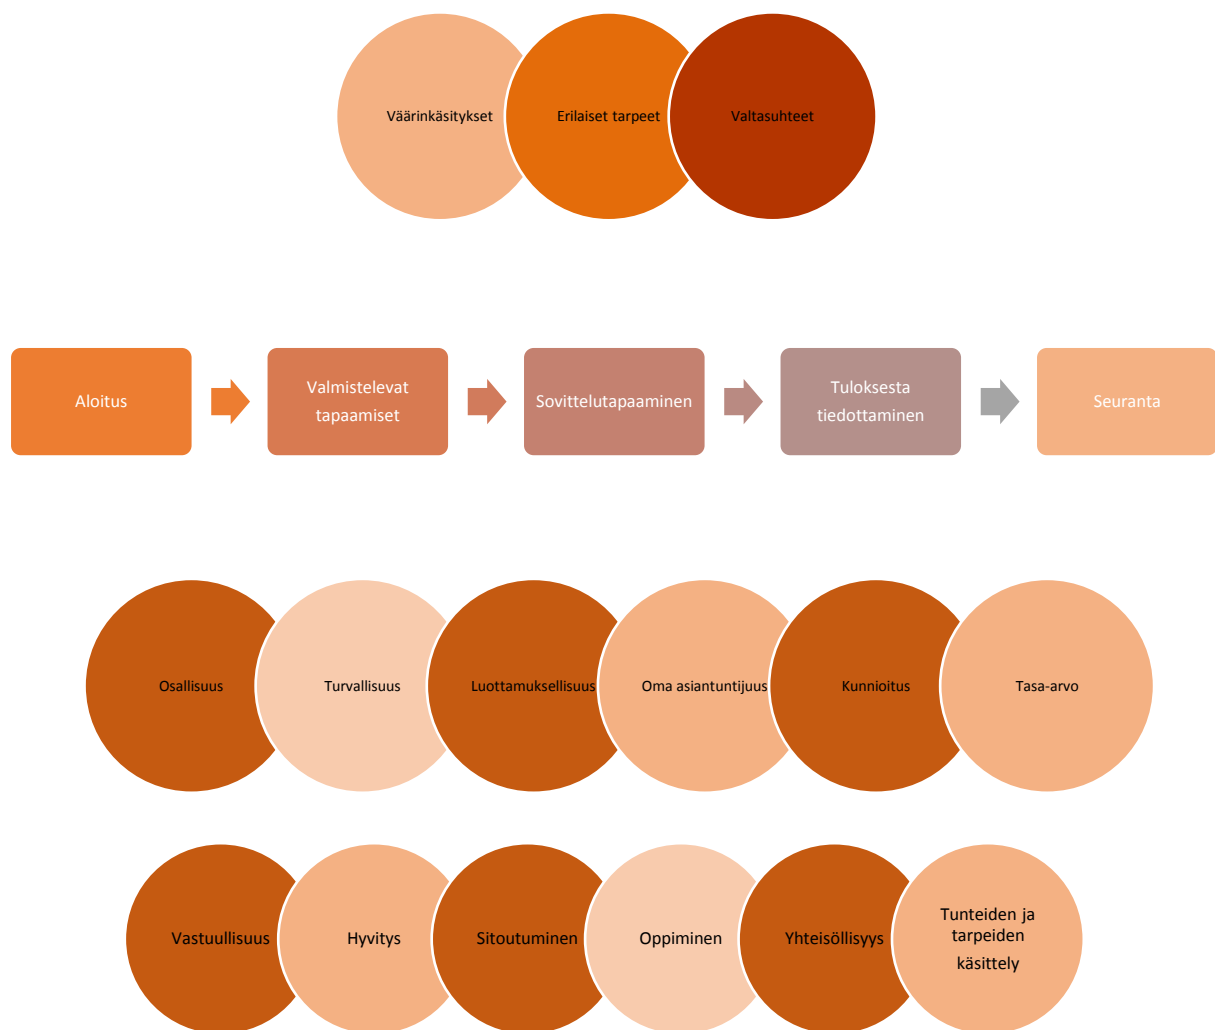 Väärinkäsitykset
Erilaiset tarpeet
Valtasuhteet
Aloitus
Valmistelevat
tapaamiset
Sovittelutapaaminen
Tuloksesta
tiedottaminen
Seuranta
Osallisuus
Turvallisuus
Luottamuksellisuus
Oma asiantuntijuus
Kunnioitus
Tasa-arvo
Vastuullisuus
Hyvitys
Sitoutuminen
Oppiminen
Yhteisöllisyys
Tunteiden ja
tarpeiden
käsittely